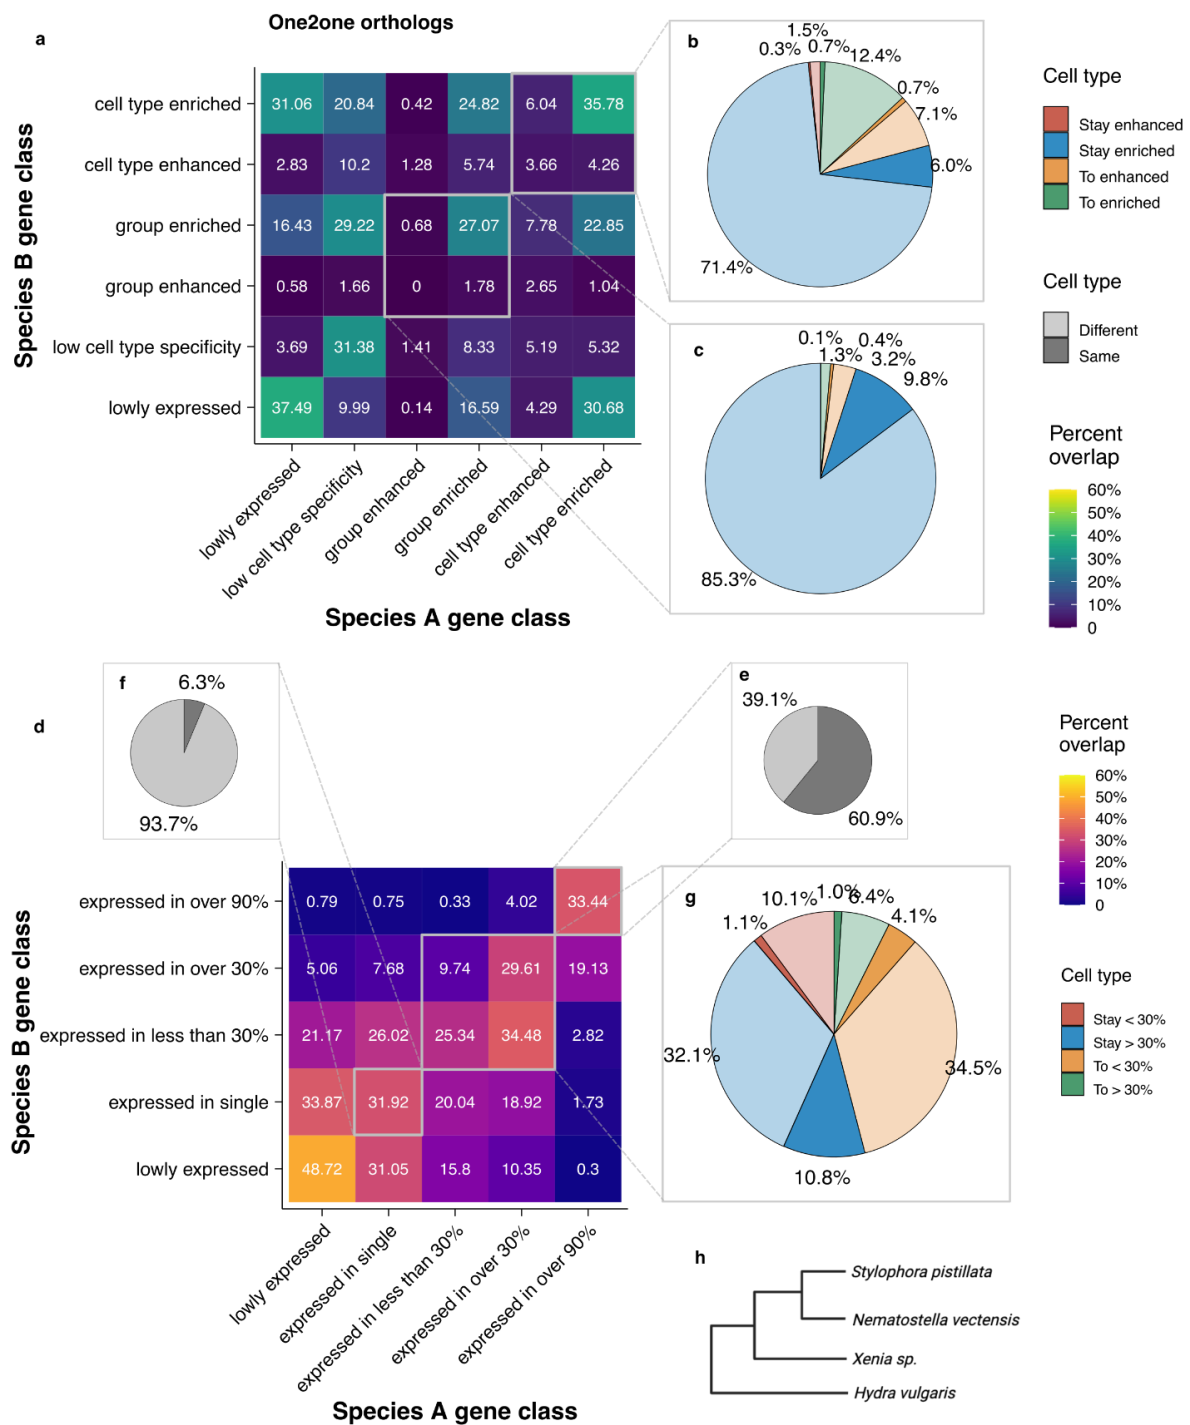 One2one orthologs
a
Species B gene class
cell type enriched
31.06 20.84 0.42 24.82 6.04 35.78
cell type enhanced
2.83 10.2 1.28 5.74 3.66 4.26
group enriched
16.43 29.22 0.68 27.07 7.78 22.85
group enhanced
0.58 1.66 0 1.78 2.65 1.04
low cell type specificity
3.69 31.38 1.41 8.33 5.19 5.32
lowly expressed
37.49 9.99 0.14 16.59 4.29 30.68
lowly expressed
low cell type specificity
group enhanced
group enriched
cell type enhanced
cell type enriched
Species A gene class
b
1.5%
0.3% 0.7%
12.4%
0.7%
7.1%
6.0%
71.4%
c
0.1% 0.4%
1.3% 3.2%
9.8%
85.3%
Cell type
Stay enhanced
Stay enriched
To enhanced
To enriched
Cell type
Different
Same
Percent
overlap
60%
50%
40%
30%
20%
10%
0
f
6.3%
93.7%
e
39.1%
60.9%
d
Species B gene class
expressed in over 90%
0.79 0.75 0.33 4.02 33.44
expressed in over 30%
5.06 7.68 9.74 29.61 19.13
expressed in less than 30%
21.17 26.02 25.34 34.48 2.82
expressed in single
33.87 31.92 20.04 18.92 1.73
lowly expressed
48.72 31.05 15.8 10.35 0.3
lowly expressed
expressed in single
expressed in less than 30%
expressed in over 30%
expressed in over 90%
Species A gene class
g
1.1%
10.1%
1.0%
6.4%
4.1%
34.5%
10.8%
32.1%
Percent
overlap
60%
50%
40%
30%
20%
10%
0
Cell type
Stay < 30%
Stay > 30%
To < 30%
To > 30%
h
Stylophora pistillata
Nematostella vectensis
Xenia sp.
Hydra vulgaris